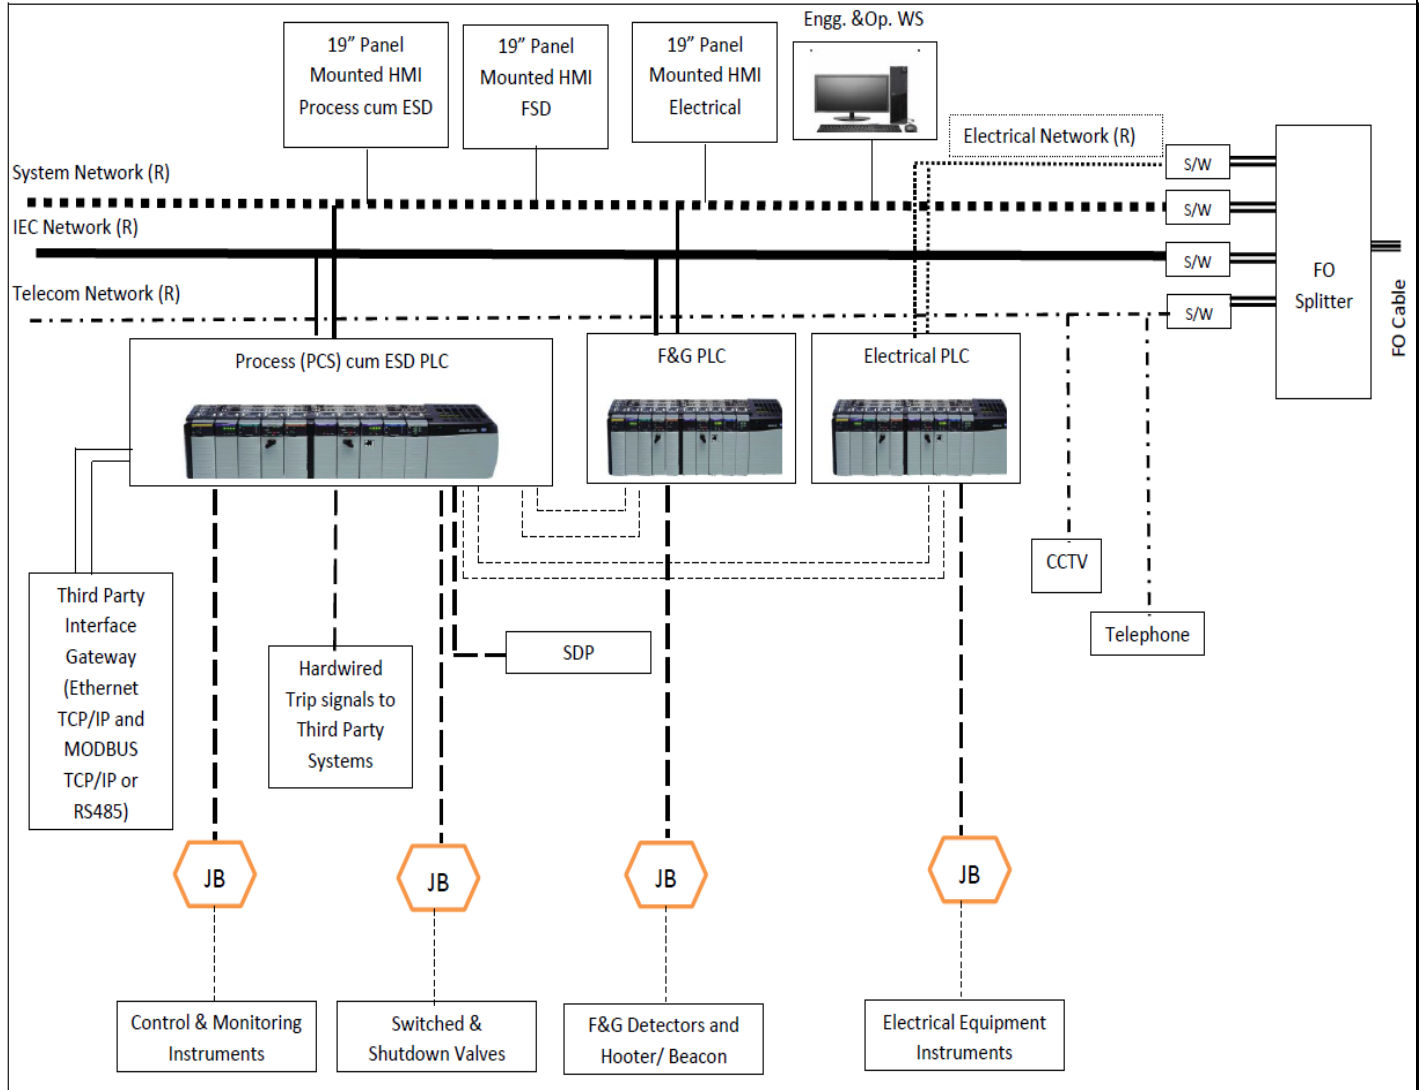 Engg. &Op. WS
19” Panel
Mounted HMI
Process cum ESD
19” Panel
Mounted HMI
FSD
19” Panel
Mounted HMI
Electrical
Electrical Network (R)
System Network (R)
IEC Network (R)
Telecom Network (R)
S/W
S/W
S/W
S/W
FO
Splitter
FO Cable
Process (PCS) cum ESD PLC
F&G PLC
Electrical PLC
CCTV
Telephone
Third Party
Interface
Gateway
(Ethernet
TCP/IP and
MODBUS
TCP/IP or
RS485)
Hardwired
Trip signals to
Third Party
Systems
SDP
JB
JB
JB
JB
Control & Monitoring
Instruments
Switched &
Shutdown Valves
F&G Detectors and
Hooter/ Beacon
Electrical Equipment
Instruments